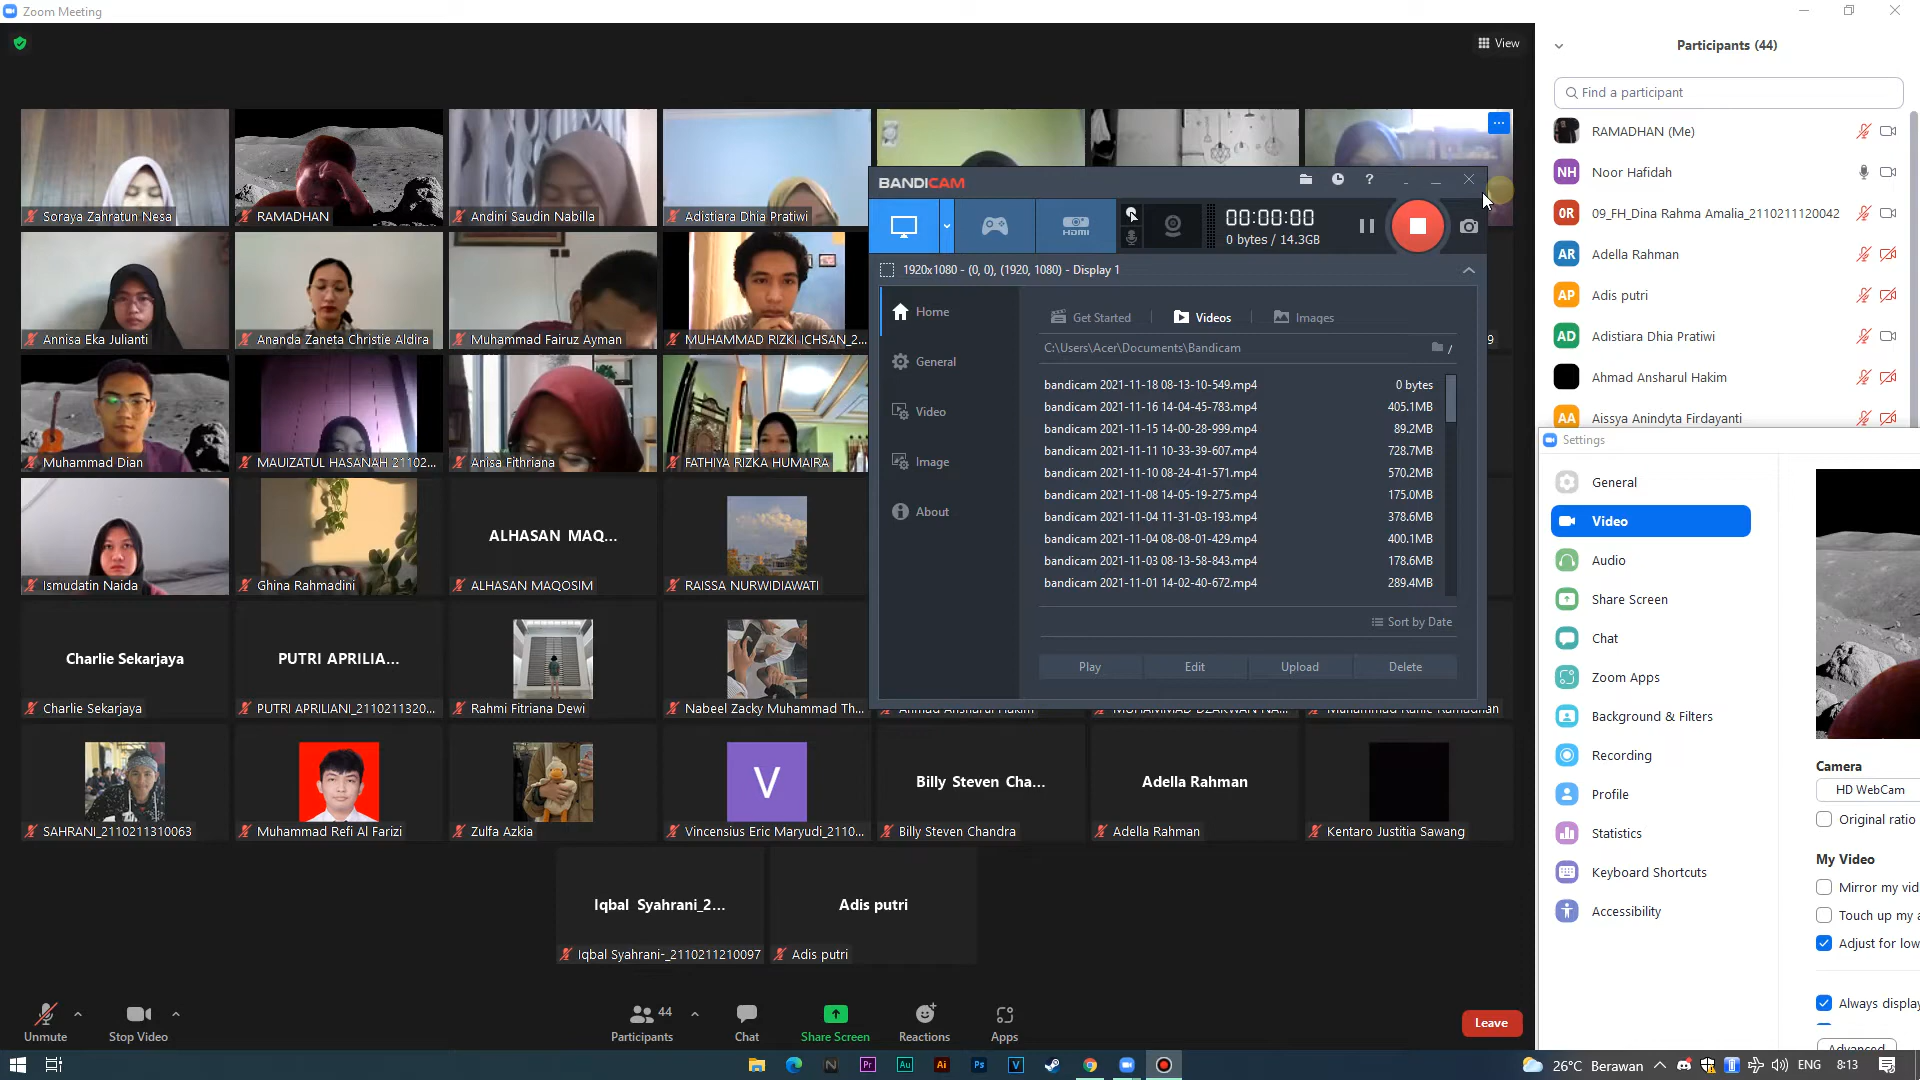 Zoom Meeting
View
Soraya Zahratun Nesa
RAMADHAN
Andini Saudin Nabilla
Adistiara Dhia Pratiwi
Annisa Eka Julianti
Ananda Zaneta Christie Aldira
Muhammad Fairuz Ayman
MUHAMMAD RIZKI ICHSAN_2...
9
Muhammad Dian
MAUIZATUL HASANAH 21102...
Anisa Fithriana
FATHIYA RIZKA HUMAIRA
Ismudatin Naida
Ghina Rahmadini
ALHASAN MAQ...
ALHASAN MAQOSIM
RAISSA NURWIDIAWATI
Charlie Sekarjaya
Charlie Sekarjaya
PUTRI APRILIA...
PUTRI APRILIANI_2110211320...
Rahmi Fitriana Dewi
Nabeel Zacky Muhammad Th...
SAHRANI_2110211310063
Muhammad Refi Al Farizi
Zulfa Azkia
V
Vincensius Eric Maryudi_2110...
Billy Steven Cha...
Billy Steven Chandra
Adella Rahman
Adella Rahman
Kentaro Justitia Sawang
Iqbal Syahrani_2...
Iqbal Syahrani-_2110211210097
Adis putri
Adis putri
BANDICAM
?
HDMI
00:00:00
0 bytes / 14.3GB
1920x1080 - (0, 0), (1920, 1080) - Display 1
Home
General
Video
Image
About
Get Started
Videos
Images
C:\Users\Acer\Documents\Bandicam
/
bandicam 2021-11-18 08-13-10-549.mp4 0 bytes
bandicam 2021-11-16 14-04-45-783.mp4 405.1MB
bandicam 2021-11-15 14-00-28-999.mp4 89.2MB
bandicam 2021-11-11 10-33-39-607.mp4 728.7MB
bandicam 2021-11-10 08-24-41-571.mp4 570.2MB
bandicam 2021-11-08 14-05-19-275.mp4 175.0MB
bandicam 2021-11-04 11-31-03-193.mp4 378.6MB
bandicam 2021-11-04 08-08-01-429.mp4 400.1MB
bandicam 2021-11-03 08-13-58-843.mp4 178.6MB
bandicam 2021-11-01 14-02-40-672.mp4 289.4MB
Sort by Date
Play Edit Upload Delete
Participants (44)
Find a participant
RAMADHAN (Me)
NH Noor Hafidah
0R 09_FH_Dina Rahma Amalia_2110211120042
AR Adella Rahman
AP Adis putri
AD Adistiara Dhia Pratiwi
Ahmad Ansharul Hakim
AA Aissya Anindyta Firdayanti
Settings
General
Video
Audio
Share Screen
Chat
Zoom Apps
Background & Filters
Recording
Profile
Statistics
Keyboard Shortcuts
Accessibility
Camera
HD WebCam
Original ratio
My Video
Mirror my vid
Touch up my a
Adjust for low
Always display
Advanced
Unmute
Stop Video
44
Participants
Chat
Share Screen
Reactions
Apps
Leave
N
Pr
Au
Ai
Ps
V
26°C Berawan
ENG
8:13